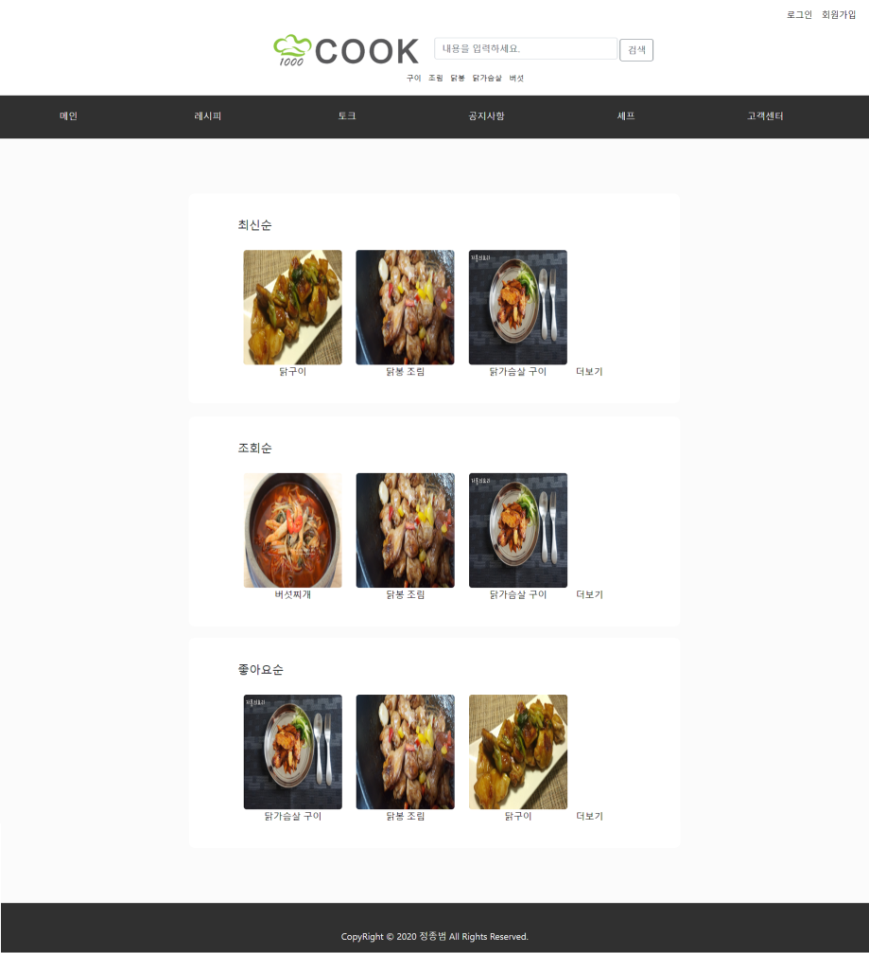 로그인 회원가입
1000 COOK
내용을 입력하세요. 검색
구이 조림 닭봉 닭가슴살 버섯
메인 레시피 토크 공지사항 셰프 고객센터
최신순
닭구이 닭봉 조림 닭가슴살 구이 더보기
조회순
버섯찌개 닭봉 조림 닭가슴살 구이 더보기
좋아요순
닭가슴살 구이 닭봉 조림 닭구이 더보기
CopyRight © 2020 정종범 All Rights Reserved.